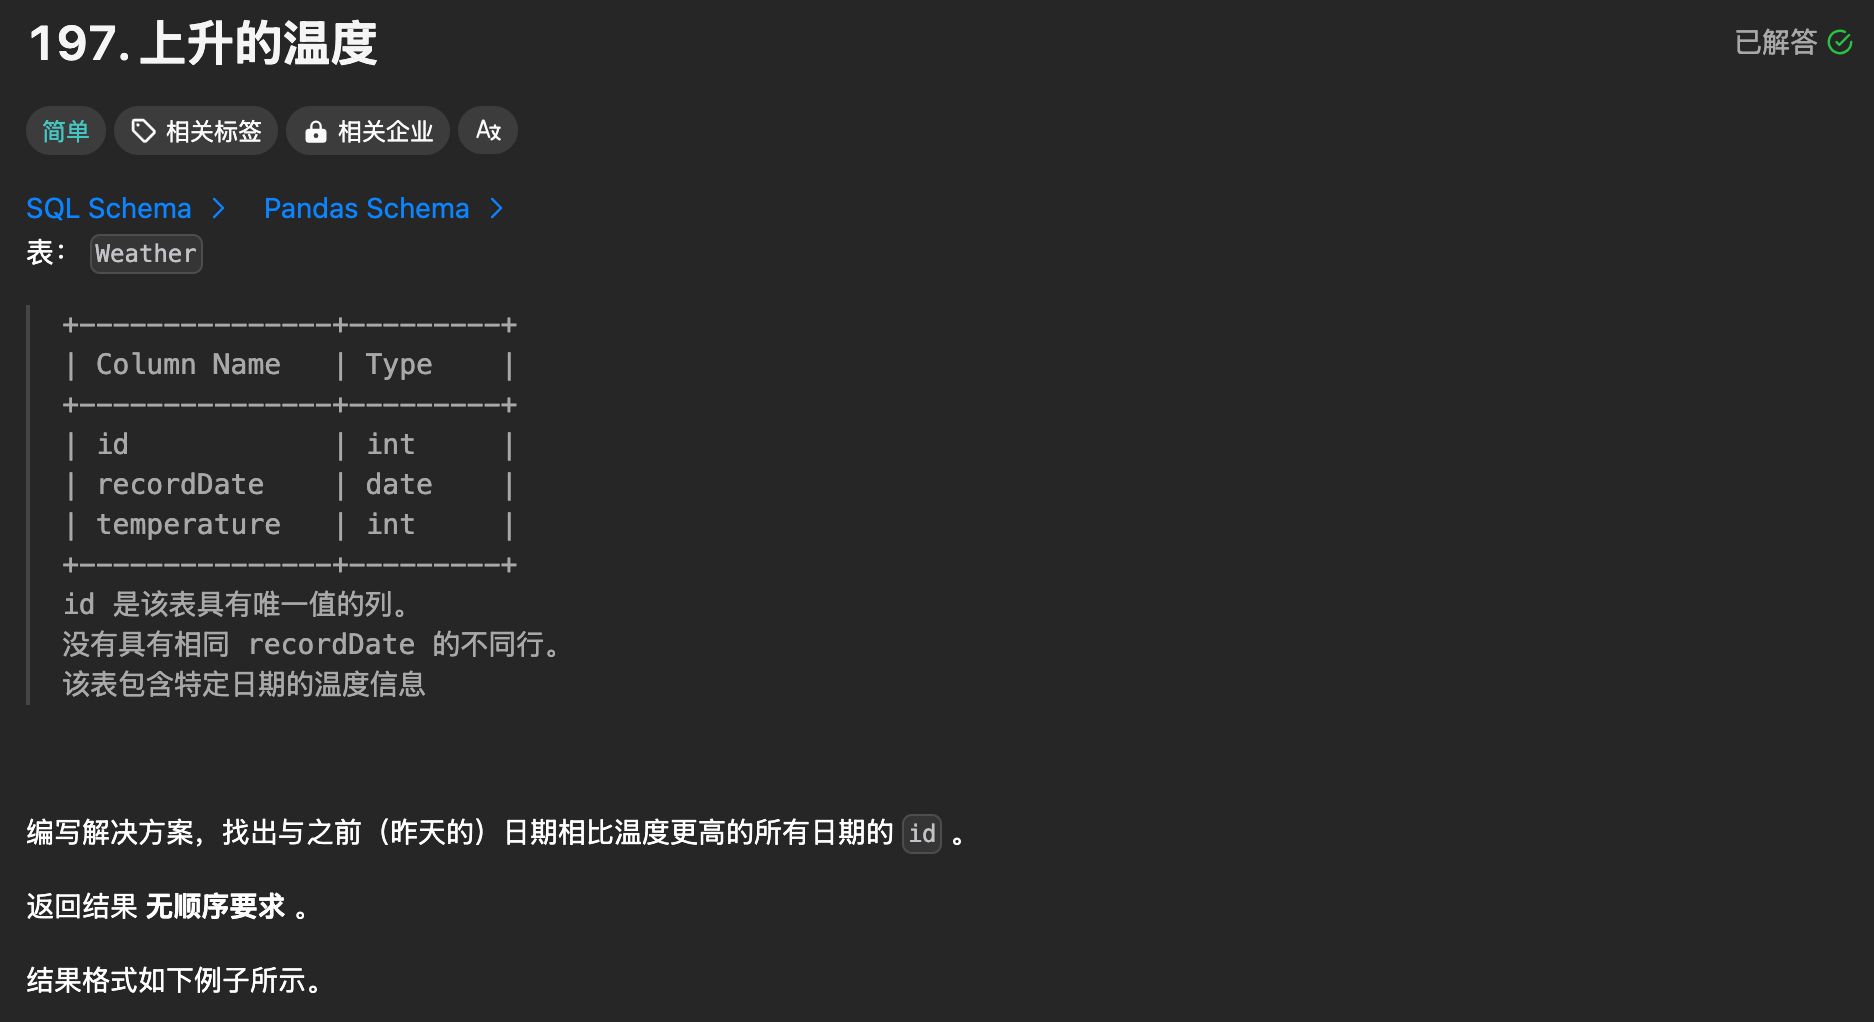 197. 上升的温度
已解答
简单 相关标签 相关企业
SQL Schema > Pandas Schema >
表： Weather
+---------------+---------+
| Column Name   | Type    |
+---------------+---------+
| id            | int     |
| recordDate    | date    |
| temperature   | int     |
+---------------+---------+
id 是该表具有唯一值的列。
没有具有相同 recordDate 的不同行。
该表包含特定日期的温度信息
编写解决方案，找出与之前（昨天的）日期相比温度更高的所有日期的 id 。
返回结果 无顺序要求 。
结果格式如下例子所示。